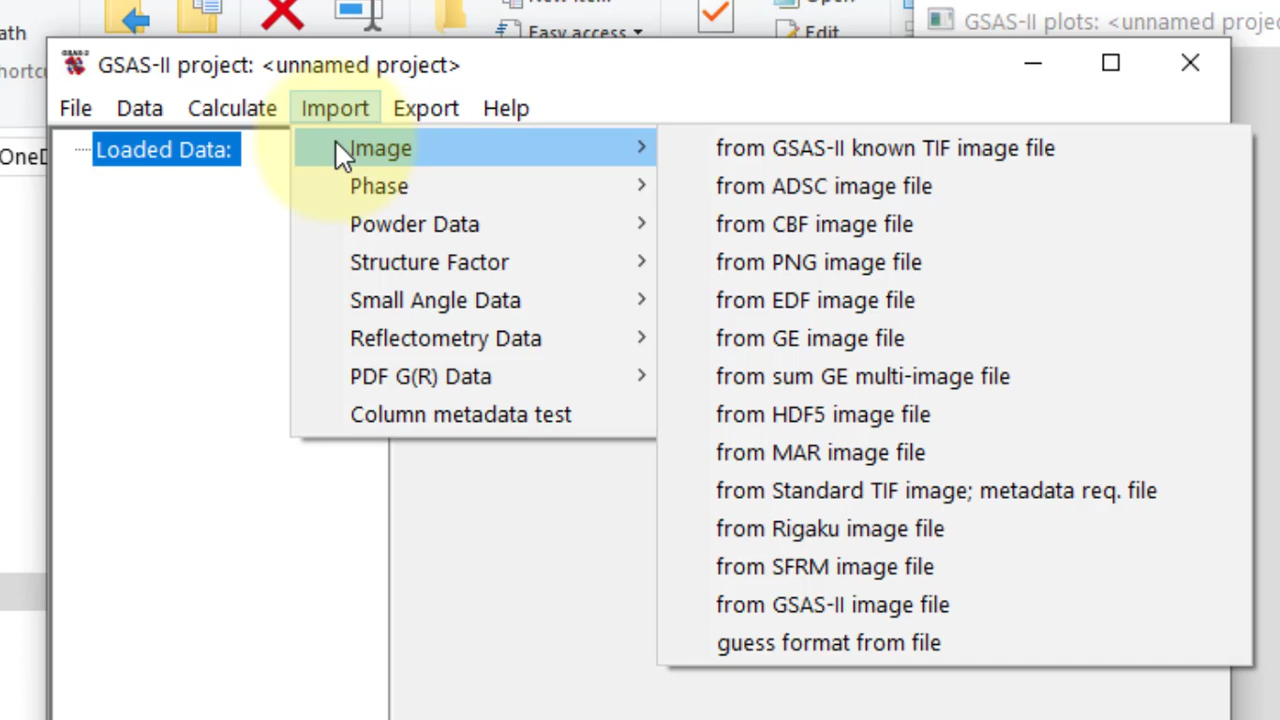 ath
New item
Open
Easy access
Edit
GSAS-II plots: <unnamed projec
hortcu
GSAS-II project: <unnamed project>
File Data Calculate Import Export Help
OneD
Loaded Data:
Image
Phase
Powder Data
Structure Factor
Small Angle Data
Reflectometry Data
PDF G(R) Data
Column metadata test
from GSAS-II known TIF image file
from ADSC image file
from CBF image file
from PNG image file
from EDF image file
from GE image file
from sum GE multi-image file
from HDF5 image file
from MAR image file
from Standard TIF image; metadata req. file
from Rigaku image file
from SFRM image file
from GSAS-II image file
guess format from file